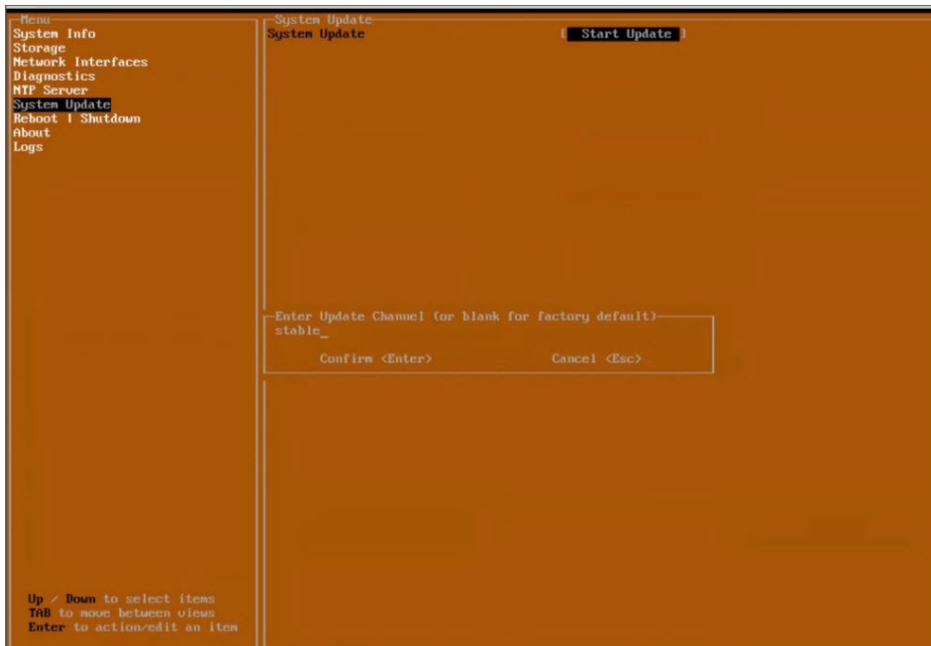 Menu
System Info
Storage
Network Interfaces
Diagnostics
NTP Server
System Update
Reboot | Shutdown
About
Logs
Up / Down to select items
TAB to move between views
Enter to action/edit an item
System Update
System Update [ Start Update ]
Enter Update Channel (or blank for factory default)
stable_
Confirm <Enter> Cancel <Esc>